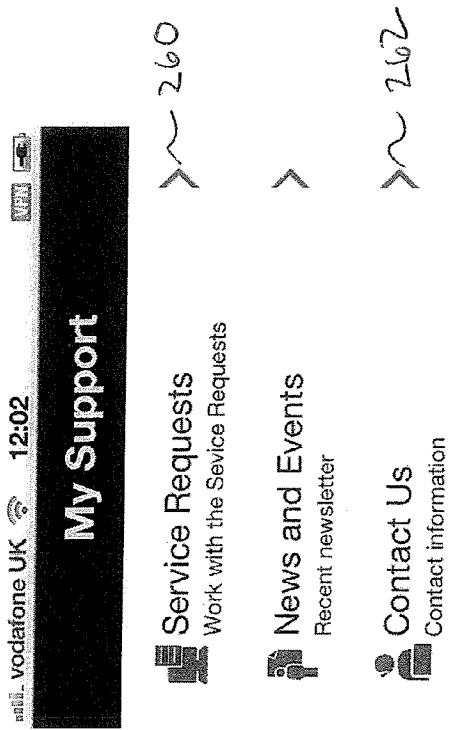 vodafone UK 12:02 VPN
My Support
Service Requests
Work with the Sevice Requests
260
News and Events
Recent newsletter
Contact Us
Contact information
262